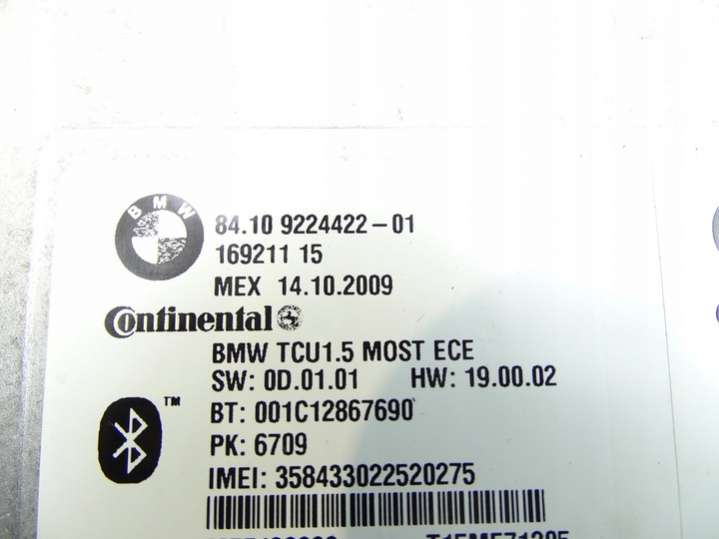 BMW
84.10 9224422-01
169211 15
MEX 14.10.2009
Continental
BMW TCU1.5 MOST ECE
SW: 0D.01.01 HW: 19.00.02
TM
BT: 001C12867690
PK: 6709
IMEI: 358433022520275